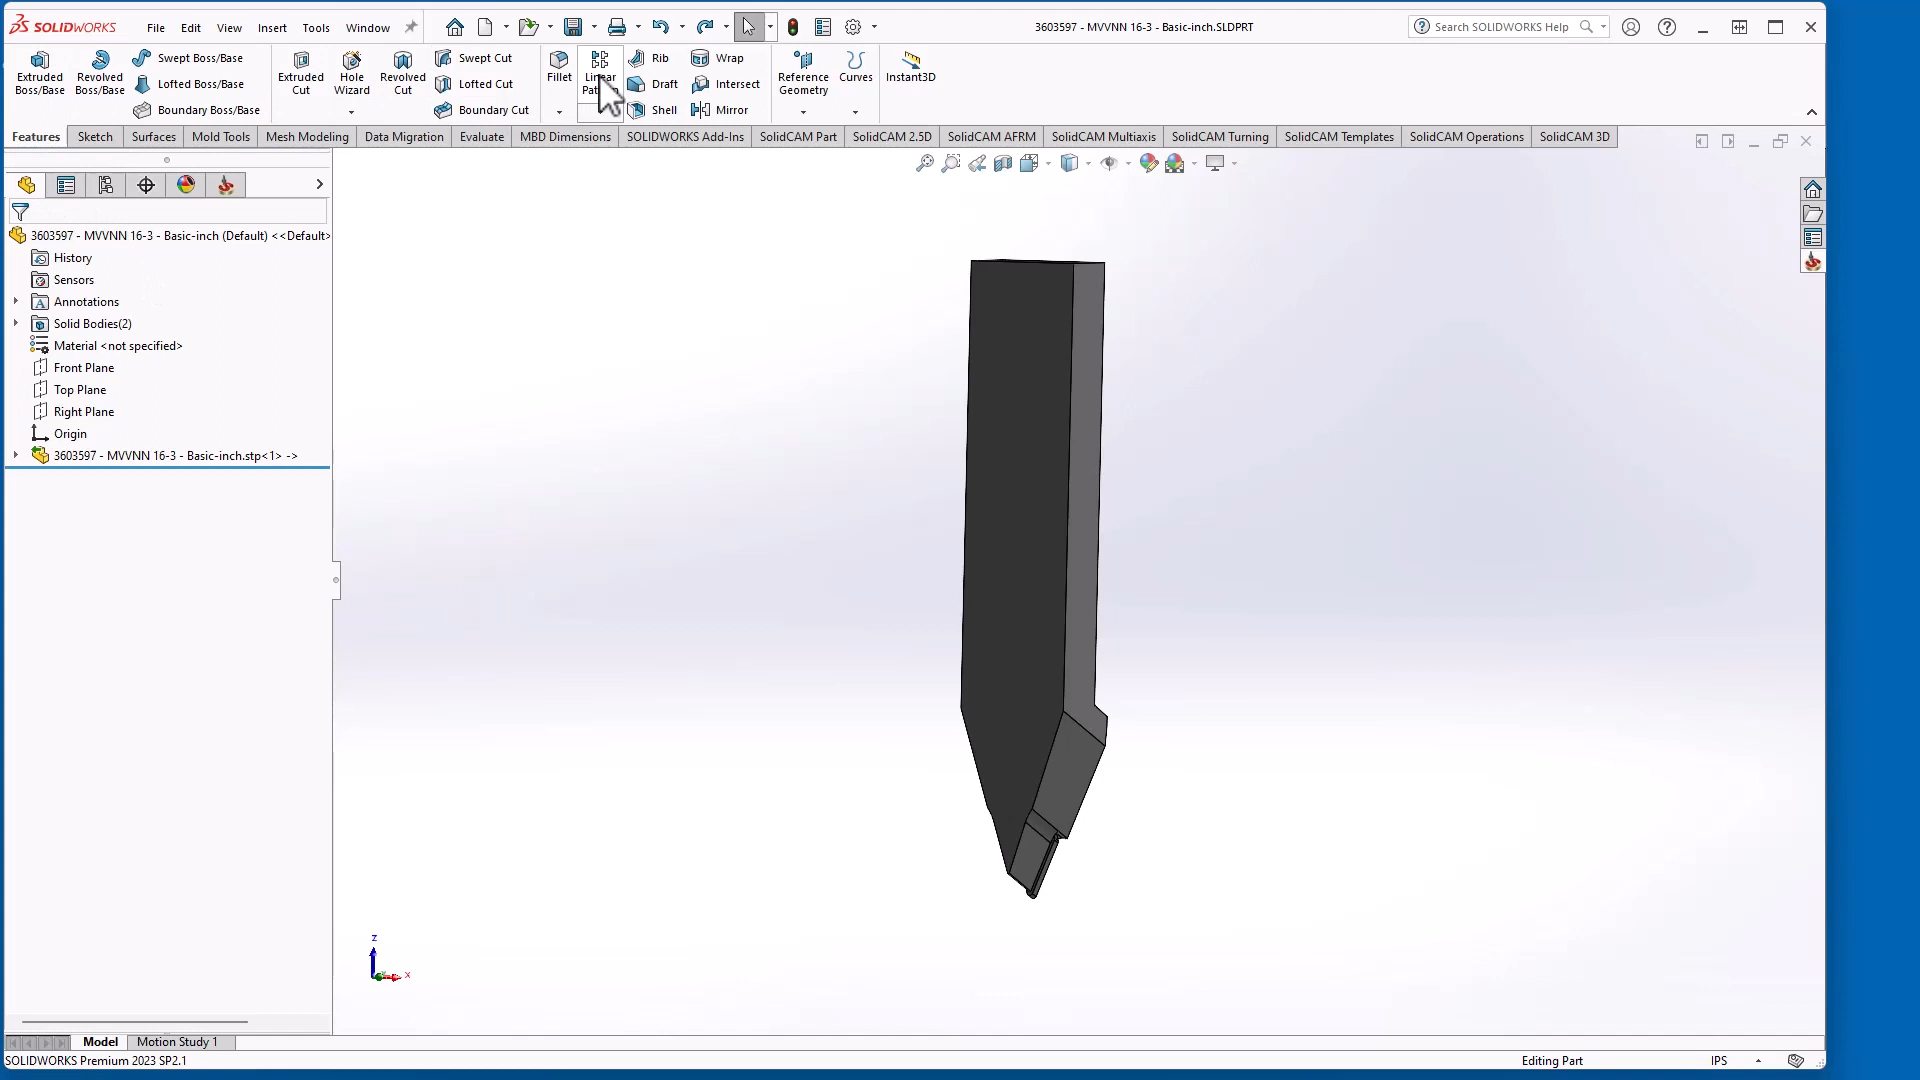 SOLIDWORKS File Edit View Insert Tools Window 3603597 - MVVNN 16-3 - Basic-inch.SLDPRT Search SOLIDWORKS Help
Extruded Boss/Base
Revolved Boss/Base
Swept Boss/Base
Lofted Boss/Base
Boundary Boss/Base
Extruded Cut
Hole Wizard
Revolved Cut
Swept Cut
Lofted Cut
Boundary Cut
Fillet
Linear
Rib
Draft
Shell
Wrap
Intersect
Mirror
Reference Geometry
Curves
Instant3D
Features Sketch Surfaces Mold Tools Mesh Modeling Data Migration Evaluate MBD Dimensions SOLIDWORKS Add-Ins SolidCAM Part SolidCAM 2.5D SolidCAM AFRM SolidCAM Multiaxis SolidCAM Turning SolidCAM Templates SolidCAM Operations SolidCAM 3D
3603597 - MVVNN 16-3 - Basic-inch (Default) <<Default>
History
Sensors
Annotations
Solid Bodies(2)
Material <not specified>
Front Plane
Top Plane
Right Plane
Origin
3603597 - MVVNN 16-3 - Basic-inch.stp<1> ->
z
x
Model Motion Study 1
SOLIDWORKS Premium 2023 SP2.1 Editing Part IPS